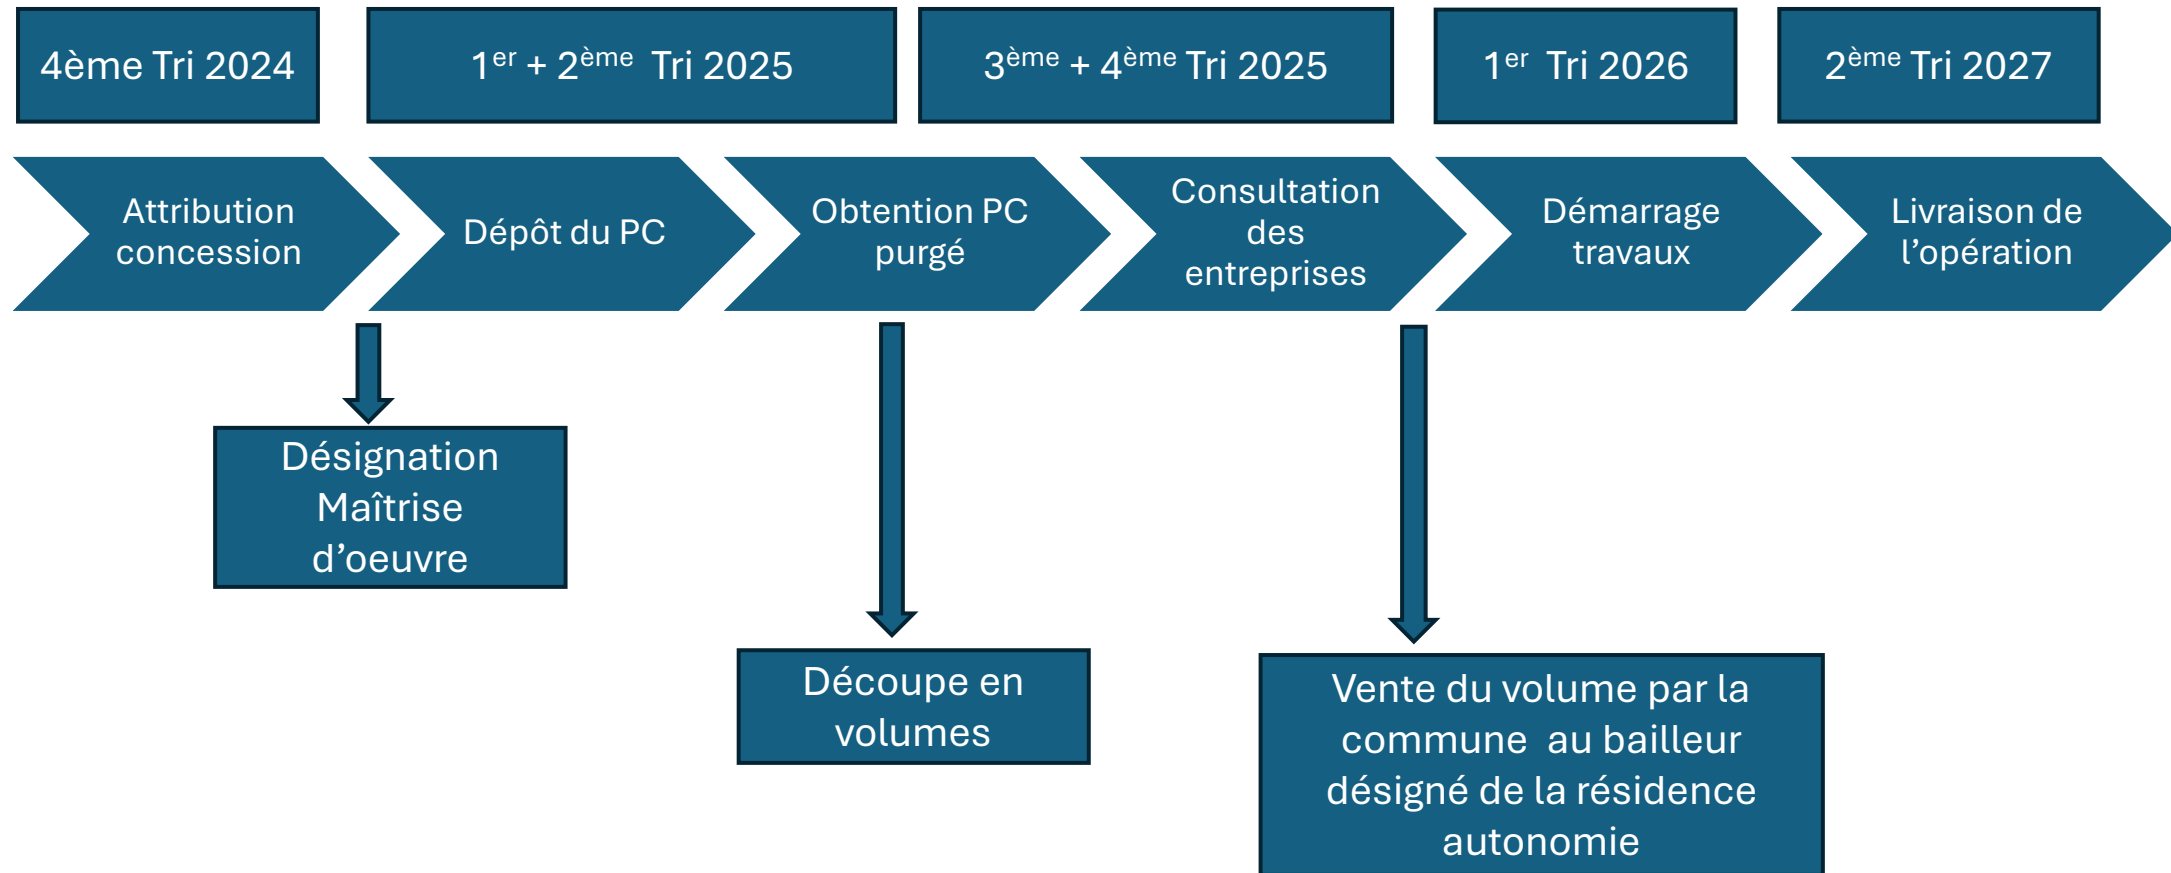 4ème Tri 2024
1er + 2ème Tri 2025
3ème + 4ème Tri 2025
1er Tri 2026
2ème Tri 2027
Attribution
concession
Dépôt du PC
Obtention PC
purgé
Consultation
des
entreprises
Démarrage
travaux
Livraison de
l’opération
Désignation
Maîtrise
d’oeuvre
Découpe en
volumes
Vente du volume par la
commune au bailleur
désigné de la résidence
autonomie